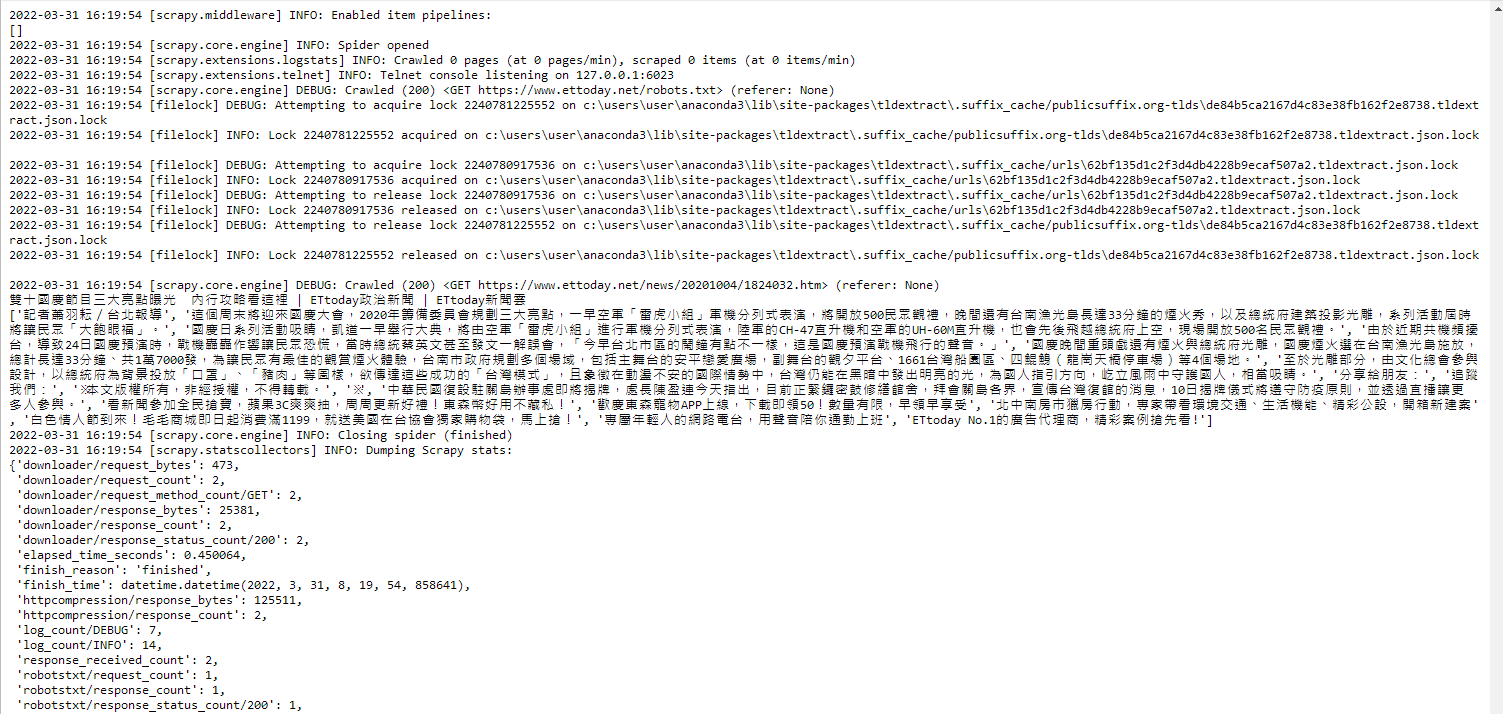 2022-03-31 16:19:54 [scrapy.middleware] INFO: Enabled item pipelines:
[]
2022-03-31 16:19:54 [scrapy.core.engine] INFO: Spider opened
2022-03-31 16:19:54 [scrapy.extensions.logstats] INFO: Crawled 0 pages (at 0 pages/min), scraped 0 items (at 0 items/min)
2022-03-31 16:19:54 [scrapy.extensions.telnet] INFO: Telnet console listening on 127.0.0.1:6023
2022-03-31 16:19:54 [scrapy.core.engine] DEBUG: Crawled (200) <GET https://www.ettoday.net/robots.txt> (referer: None)
2022-03-31 16:19:54 [filelock] DEBUG: Attempting to acquire lock 2240781225552 on c:\users\user\anaconda3\lib\site-packages\tldextract\.suffix_cache/publicsuffix.org-tlds\de84b5ca2167d4c83e38fb162f2e8738.tldext
ract.json.lock
2022-03-31 16:19:54 [filelock] INFO: Lock 2240781225552 acquired on c:\users\user\anaconda3\lib\site-packages\tldextract\.suffix_cache/publicsuffix.org-tlds\de84b5ca2167d4c83e38fb162f2e8738.tldextract.json.lock
2022-03-31 16:19:54 [filelock] DEBUG: Attempting to acquire lock 2240780917536 on c:\users\user\anaconda3\lib\site-packages\tldextract\.suffix_cache/urls\62bf135d1c2f3d4db4228b9ecaf507a2.tldextract.json.lock
2022-03-31 16:19:54 [filelock] INFO: Lock 2240780917536 acquired on c:\users\user\anaconda3\lib\site-packages\tldextract\.suffix_cache/urls\62bf135d1c2f3d4db4228b9ecaf507a2.tldextract.json.lock
2022-03-31 16:19:54 [filelock] DEBUG: Attempting to release lock 2240780917536 on c:\users\user\anaconda3\lib\site-packages\tldextract\.suffix_cache/urls\62bf135d1c2f3d4db4228b9ecaf507a2.tldextract.json.lock
2022-03-31 16:19:54 [filelock] INFO: Lock 2240780917536 released on c:\users\user\anaconda3\lib\site-packages\tldextract\.suffix_cache/urls\62bf135d1c2f3d4db4228b9ecaf507a2.tldextract.json.lock
2022-03-31 16:19:54 [filelock] DEBUG: Attempting to release lock 2240781225552 on c:\users\user\anaconda3\lib\site-packages\tldextract\.suffix_cache/publicsuffix.org-tlds\de84b5ca2167d4c83e38fb162f2e8738.tldext
ract.json.lock
2022-03-31 16:19:54 [filelock] INFO: Lock 2240781225552 released on c:\users\user\anaconda3\lib\site-packages\tldextract\.suffix_cache/publicsuffix.org-tlds\de84b5ca2167d4c83e38fb162f2e8738.tldextract.json.lock
2022-03-31 16:19:54 [scrapy.core.engine] DEBUG: Crawled (200) <GET https://www.ettoday.net/news/20201004/1824032.htm> (referer: None)
雙十國慶節目三大亮點曝光　內行攻略看這裡 | ETtoday政治新聞 | ETtoday新聞雲
['記者蕭羽耘／台北報導', '這個周末將迎來國慶大會，2020年籌備委員會規劃三大亮點，一早空軍「雷虎小組」軍機分列式表演，將開放500民眾觀禮，晚間還有台南漁光島長達33分鐘的煙火秀，以及總統府建築投影光雕，系列活動屆時
將讓民眾「大飽眼福」。', '國慶日系列活動吸睛，凱道一早舉行大典，將由空軍「雷虎小組」進行軍機分列式表演，陸軍的CH-47直升機和空軍的UH-60M直升機，也會先後飛越總統府上空，現場開放500名民眾觀禮。', '由於近期共機頻擾
台，導致24日國慶預演時，戰機轟轟作響讓民眾恐慌，當時總統蔡英文甚至發文一解誤會，「今早台北市區的鬧鐘有點不一樣，這是國慶預演戰機飛行的聲音。」', '國慶晚間重頭戲還有煙火與總統府光雕，國慶煙火選在台南漁光島施放，
總計長達33分鐘、共1萬7000發，為讓民眾有最佳的觀賞煙火體驗，台南市政府規劃多個場域，包括主舞台的安平戀愛廣場，副舞台的觀夕平台、1661台灣船園區、四鯤鯓（龍崗天橋停車場）等4個場地。', '至於光雕部分，由文化總會參與
設計，以總統府為背景投放「口罩」、「豬肉」等圖樣，欲傳達這些成功的「台灣模式」，且象徵在動盪不安的國際情勢中，台灣仍能在黑暗中發出明亮的光，為國人指引方向，屹立風雨中守護國人，相當吸睛。', '分享給朋友：', '追蹤
我們：', '※本文版權所有，非經授權，不得轉載。', '※, '中華民國復設駐關島辦事處即將揭牌，處長陳盈連今天指出，目前正緊鑼密鼓修繕館舍，拜會關島各界，宣傳台灣復館的消息，10日揭牌儀式將遵守防疫原則，並透過直播讓更
多人參與。', '看新聞參加全民搶寶，蘋果3C爽爽抽，周周更新好禮！東森幣好用不藏私！', '歡慶東森寵物APP上線，下載即領50！數量有限，早領早享受', '北中南房市獵房行動，專家帶看環境交通、生活機能、精彩公設，開箱新建案'
, '白色情人節到來！毛毛商城即日起消費滿1199，就送美國在台協會獨家購物袋，馬上搶！', '專屬年輕人的網路電台，用聲音陪你通勤上班', 'ETtoday No.1的廣告代理商，精彩案例搶先看!']
2022-03-31 16:19:54 [scrapy.core.engine] INFO: Closing spider (finished)
2022-03-31 16:19:54 [scrapy.statscollectors] INFO: Dumping Scrapy stats:
{'downloader/request_bytes': 473,
'downloader/request_count': 2,
'downloader/request_method_count/GET': 2,
'downloader/response_bytes': 25381,
'downloader/response_count': 2,
'downloader/response_status_count/200': 2,
'elapsed_time_seconds': 0.450064,
'finish_reason': 'finished',
'finish_time': datetime.datetime(2022, 3, 31, 8, 19, 54, 858641),
'httpcompression/response_bytes': 125511,
'httpcompression/response_count': 2,
'log_count/DEBUG': 7,
'log_count/INFO': 14,
'response_received_count': 2,
'robotstxt/request_count': 1,
'robotstxt/response_count': 1,
'robotstxt/response_status_count/200': 1,